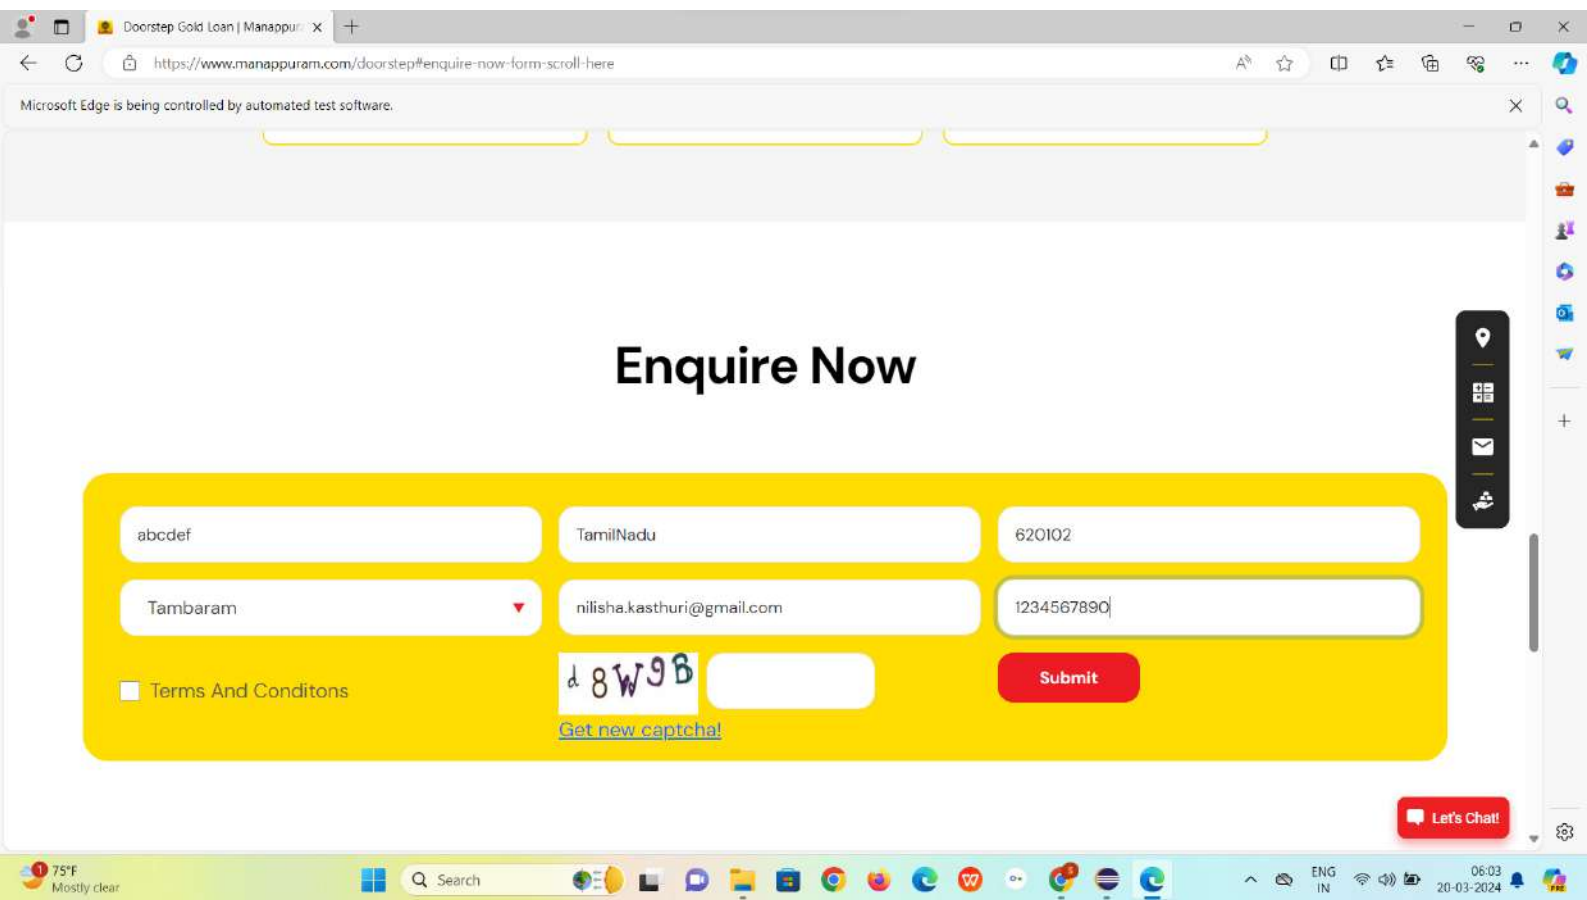 Doorstep Gold Loan | Manappur
https://www.manappuram.com/doorstep#enquire-now-form-scroll-here
Microsoft Edge is being controlled by automated test software.
Enquire Now
abcdef
TamilNadu
620102
Tambaram
nilisha.kasthuri@gmail.com
1234567890
Terms And Conditons
d8W9B
Submit
Get new captcha!
Let's Chat!
1
75°F
Mostly clear
Search
ENG
IN
06:03
20-03-2024